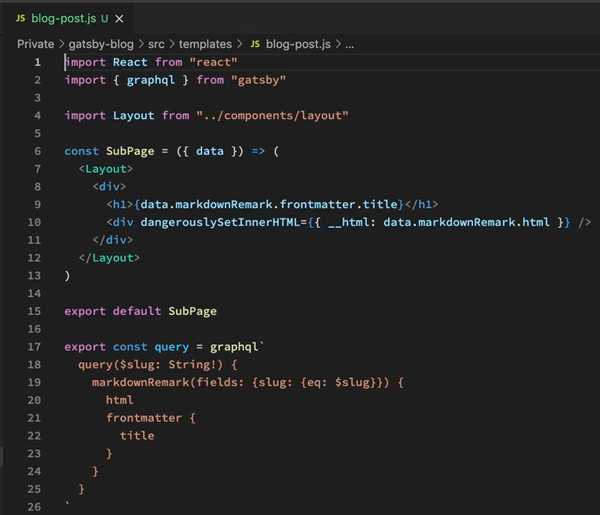 JS blog-post.js U ×
Private > gatsby-blog > src > templates > JS blog-post.js > ...
1 import React from "react"
2 import { graphql } from "gatsby"
3
4 import Layout from "../components/layout"
5
6 const SubPage = ({ data }) => (
7   <Layout>
8     <div>
9       <h1>{data.markdownRemark.frontmatter.title}</h1>
10       <div dangerouslySetInnerHTML={{ __html: data.markdownRemark.html }} />
11     </div>
12   </Layout>
13 )
14
15 export default SubPage
16
17 export const query = graphql`
18   query($slug: String!) {
19     markdownRemark(fields: {slug: {eq: $slug}}) {
20       html
21       frontmatter {
22         title
23       }
24     }
25   }
26 `